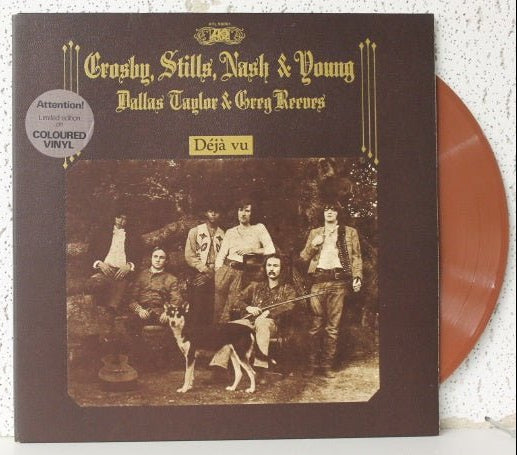 Crosby, Stills, Nash & Young
Dallas Taylor & Greg Reeves
Attention!
Limited edition
on
COLOURED
VINYL
Déjà vu